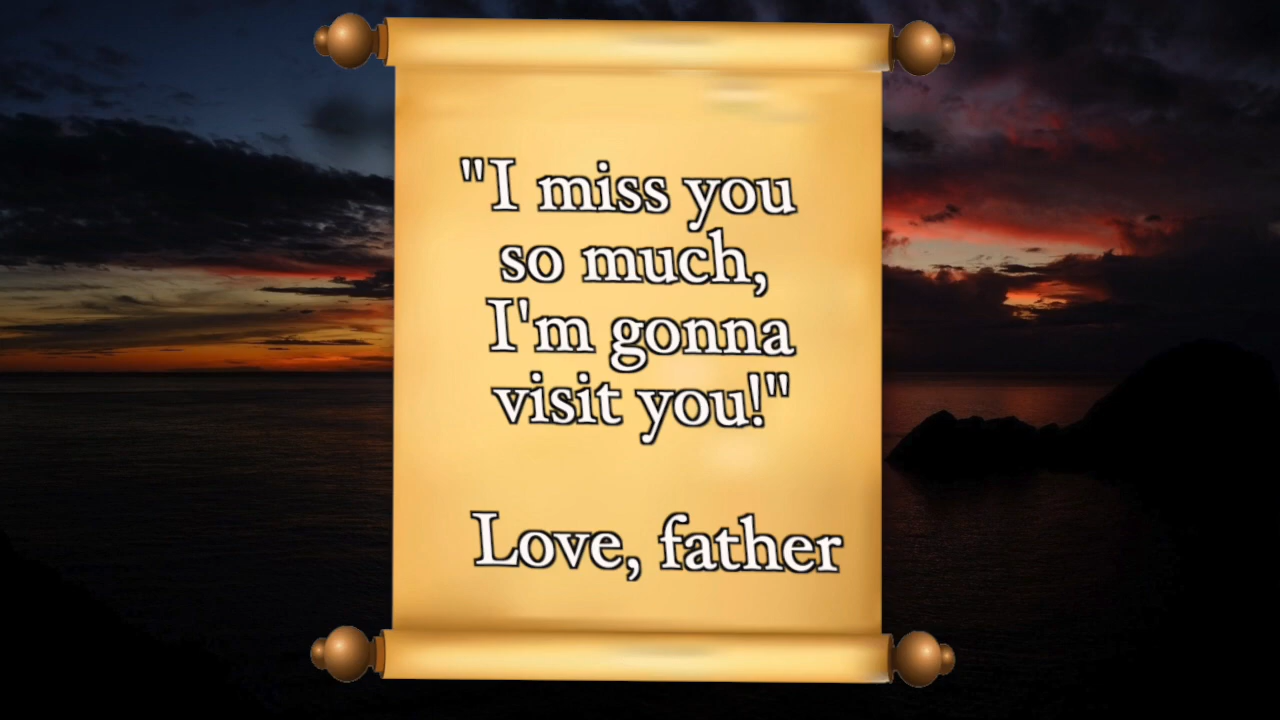 "I miss you
so much,
I'm gonna
visit you!"
Love, father